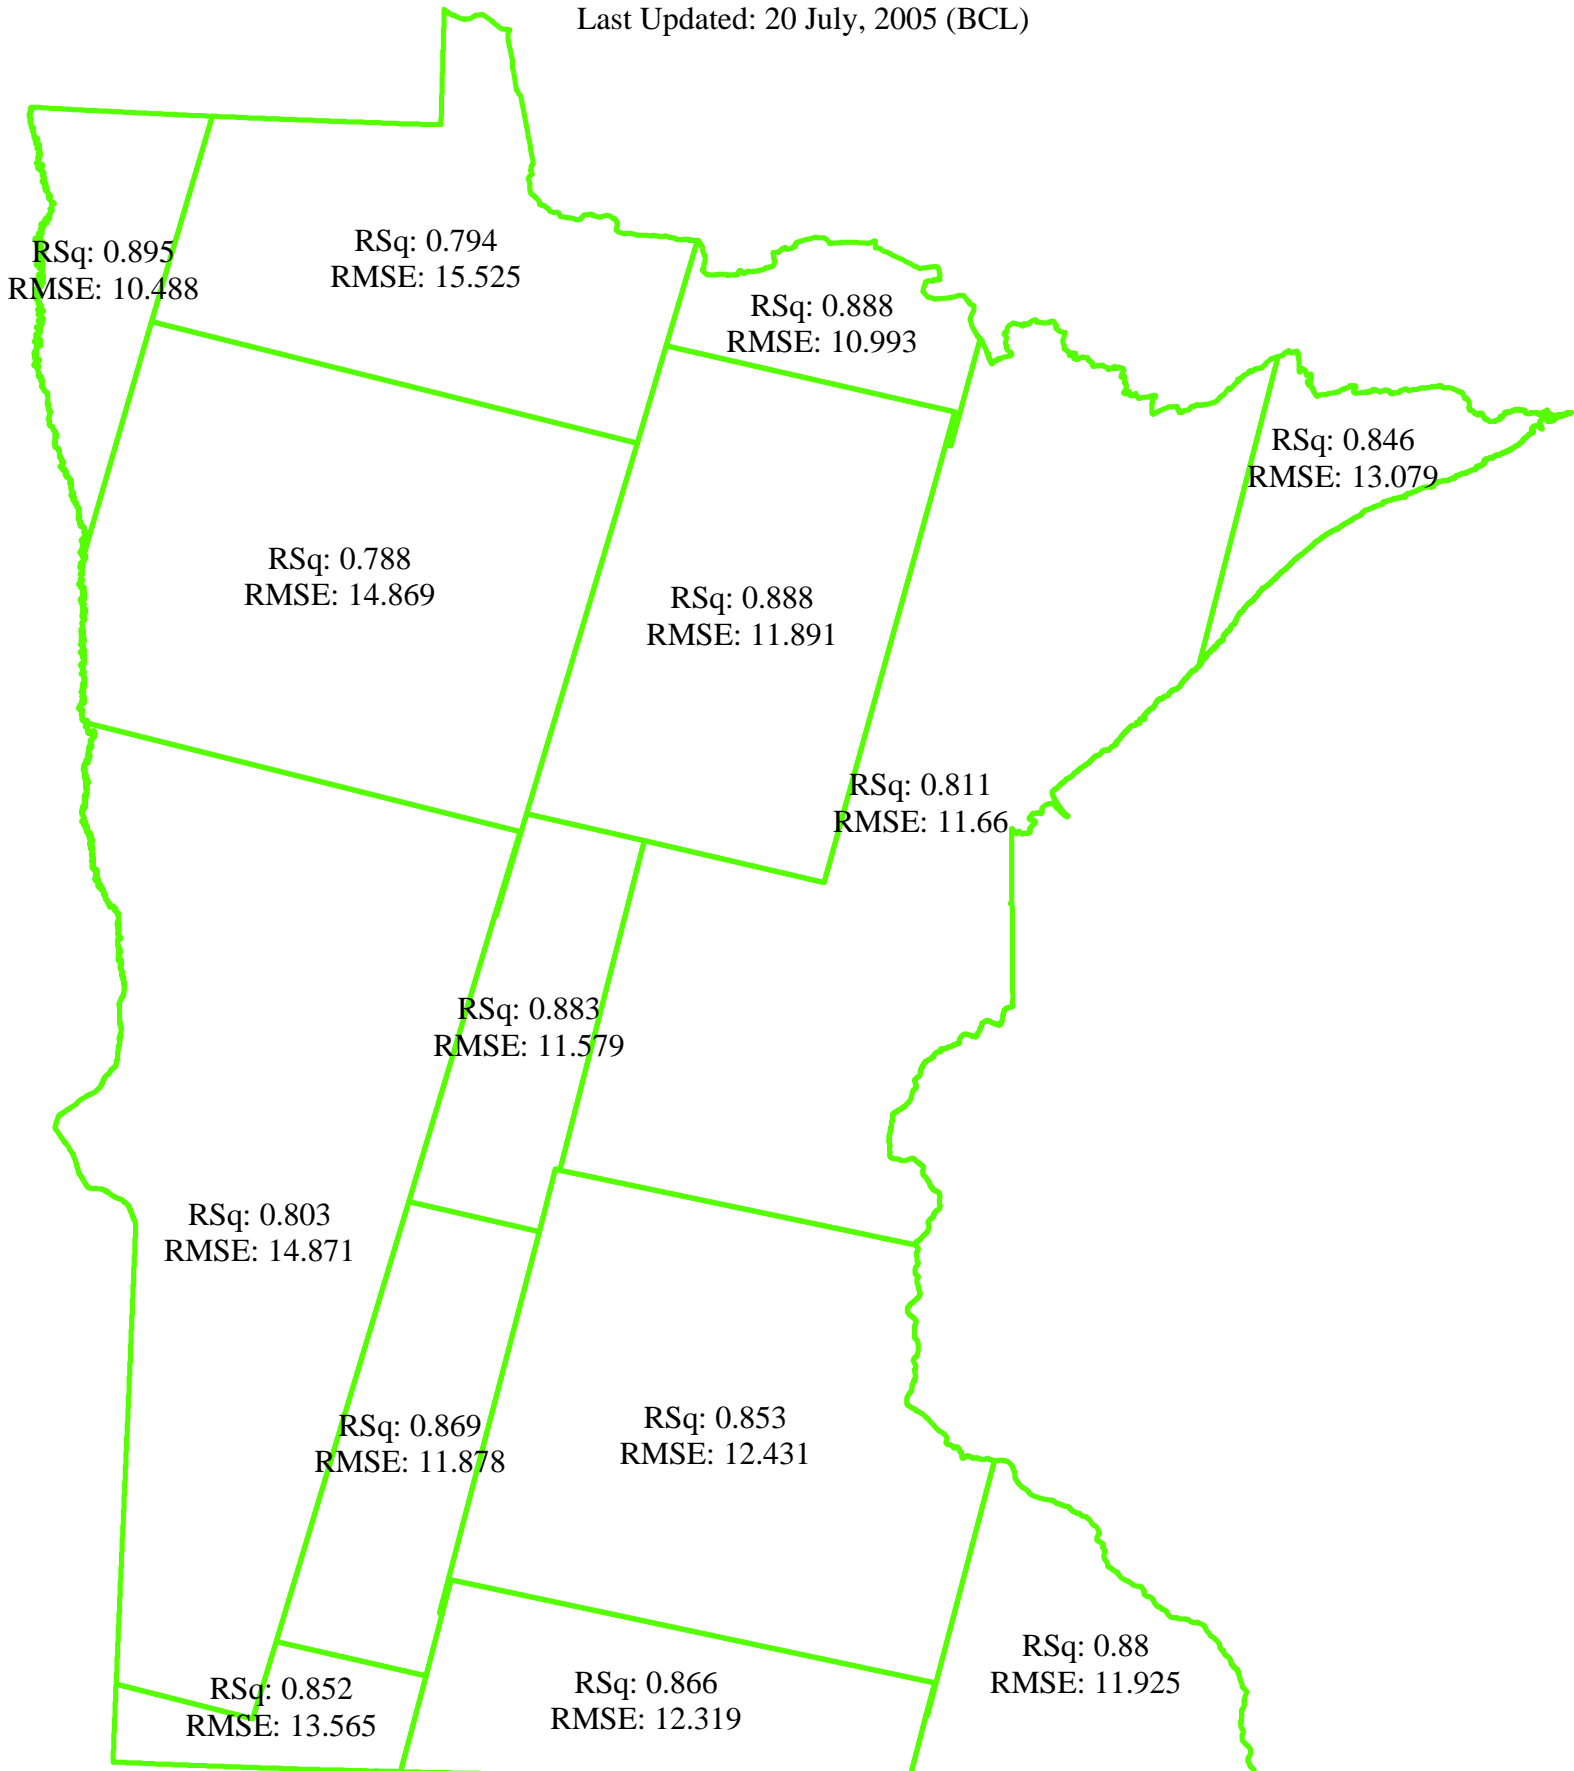 Last Updated: 20 July, 2005 (BCL)
RSq: 0.895
RMSE: 10.488
RSq: 0.794
RMSE: 15.525
RSq: 0.888
RMSE: 10.993
RSq: 0.846
RMSE: 13.079
RSq: 0.788
RMSE: 14.869
RSq: 0.888
RMSE: 11.891
RSq: 0.811
RMSE: 11.66
RSq: 0.883
RMSE: 11.579
RSq: 0.803
RMSE: 14.871
RSq: 0.869
RMSE: 11.878
RSq: 0.853
RMSE: 12.431
RSq: 0.852
RMSE: 13.565
RSq: 0.866
RMSE: 12.319
RSq: 0.88
RMSE: 11.925